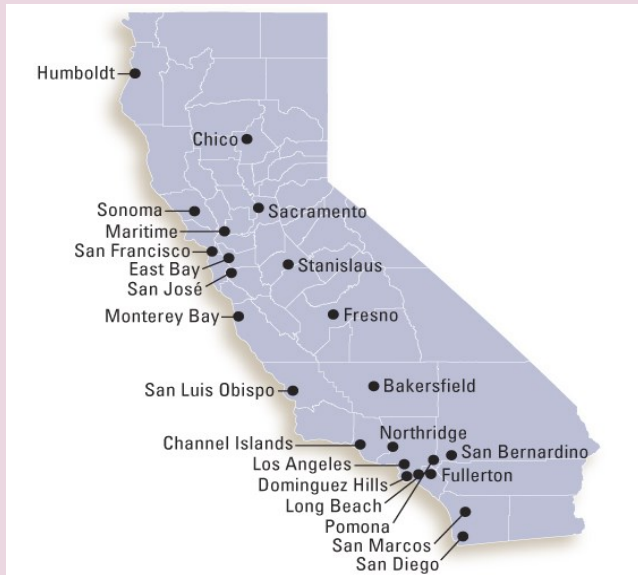 Humboldt
Chico
Sonoma
Sacramento
Maritime
San Francisco
East Bay
Stanislaus
San José
Monterey Bay
Fresno
San Luis Obispo
Bakersfield
Northridge
Channel Islands
San Bernardino
Los Angeles
Fullerton
Dominguez Hills
Long Beach
Pomona
San Marcos
San Diego